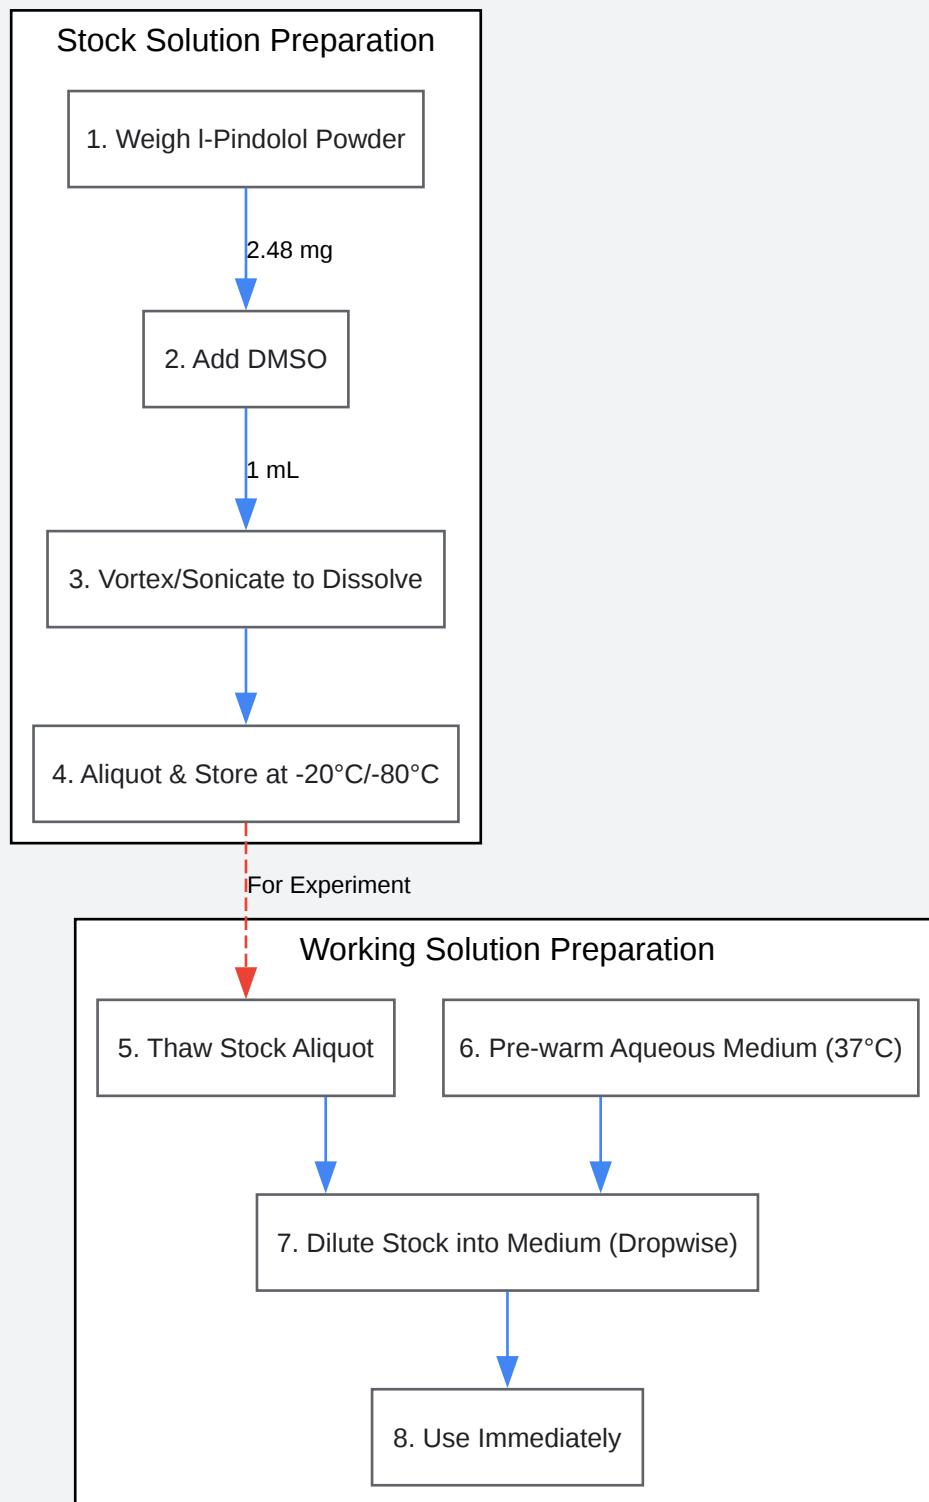 Stock Solution Preparation
1. Weigh l-Pindolol Powder
2.48 mg
2. Add DMSO
1 mL
3. Vortex/Sonicate to Dissolve
4. Aliquot & Store at -20°C/-80°C
For Experiment
Working Solution Preparation
5. Thaw Stock Aliquot
6. Pre-warm Aqueous Medium (37°C)
7. Dilute Stock into Medium (Dropwise)
8. Use Immediately